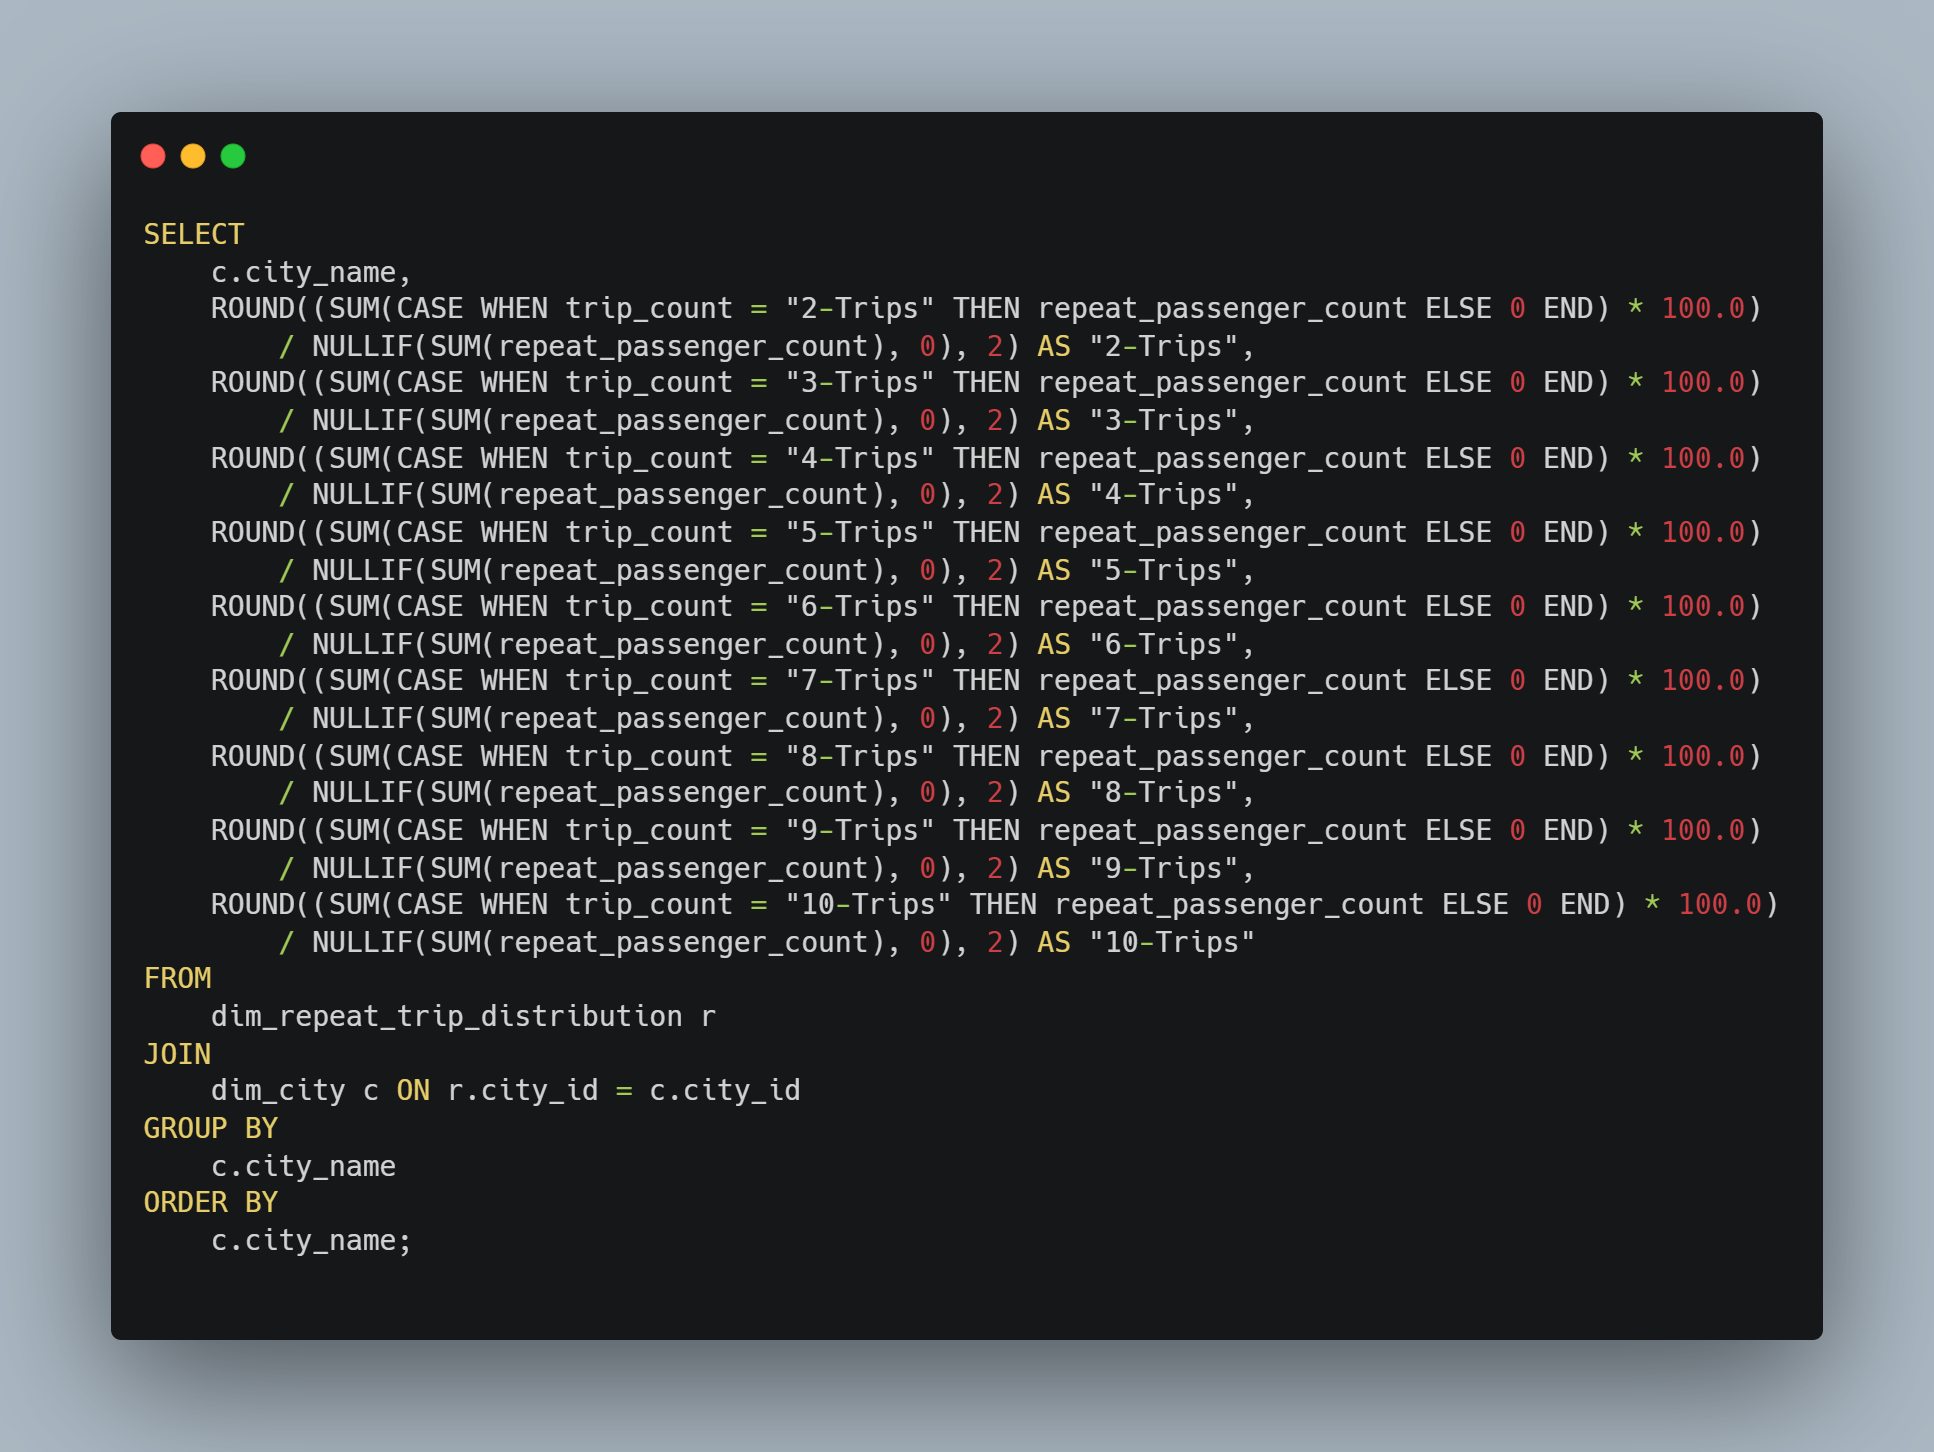 SELECT
    c.city_name,
    ROUND((SUM(CASE WHEN trip_count = "2-Trips" THEN repeat_passenger_count ELSE 0 END) * 100.0)
        / NULLIF(SUM(repeat_passenger_count), 0), 2) AS "2-Trips",
    ROUND((SUM(CASE WHEN trip_count = "3-Trips" THEN repeat_passenger_count ELSE 0 END) * 100.0)
        / NULLIF(SUM(repeat_passenger_count), 0), 2) AS "3-Trips",
    ROUND((SUM(CASE WHEN trip_count = "4-Trips" THEN repeat_passenger_count ELSE 0 END) * 100.0)
        / NULLIF(SUM(repeat_passenger_count), 0), 2) AS "4-Trips",
    ROUND((SUM(CASE WHEN trip_count = "5-Trips" THEN repeat_passenger_count ELSE 0 END) * 100.0)
        / NULLIF(SUM(repeat_passenger_count), 0), 2) AS "5-Trips",
    ROUND((SUM(CASE WHEN trip_count = "6-Trips" THEN repeat_passenger_count ELSE 0 END) * 100.0)
        / NULLIF(SUM(repeat_passenger_count), 0), 2) AS "6-Trips",
    ROUND((SUM(CASE WHEN trip_count = "7-Trips" THEN repeat_passenger_count ELSE 0 END) * 100.0)
        / NULLIF(SUM(repeat_passenger_count), 0), 2) AS "7-Trips",
    ROUND((SUM(CASE WHEN trip_count = "8-Trips" THEN repeat_passenger_count ELSE 0 END) * 100.0)
        / NULLIF(SUM(repeat_passenger_count), 0), 2) AS "8-Trips",
    ROUND((SUM(CASE WHEN trip_count = "9-Trips" THEN repeat_passenger_count ELSE 0 END) * 100.0)
        / NULLIF(SUM(repeat_passenger_count), 0), 2) AS "9-Trips",
    ROUND((SUM(CASE WHEN trip_count = "10-Trips" THEN repeat_passenger_count ELSE 0 END) * 100.0)
        / NULLIF(SUM(repeat_passenger_count), 0), 2) AS "10-Trips"
FROM
    dim_repeat_trip_distribution r
JOIN
    dim_city c ON r.city_id = c.city_id
GROUP BY
    c.city_name
ORDER BY
    c.city_name;